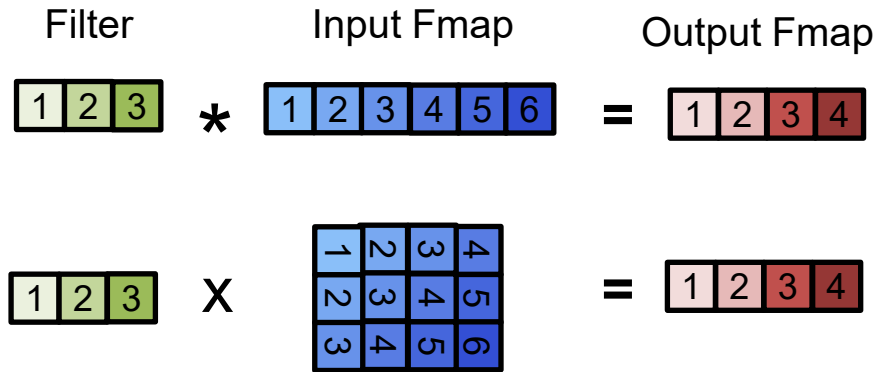 Filter Input Fmap Output Fmap
1 2 3 * 1 2 3 4 5 6 = 1 2 3 4
1 2 3 4
1 2 3 x 2 3 4 5 = 1 2 3 4
3 4 5 6